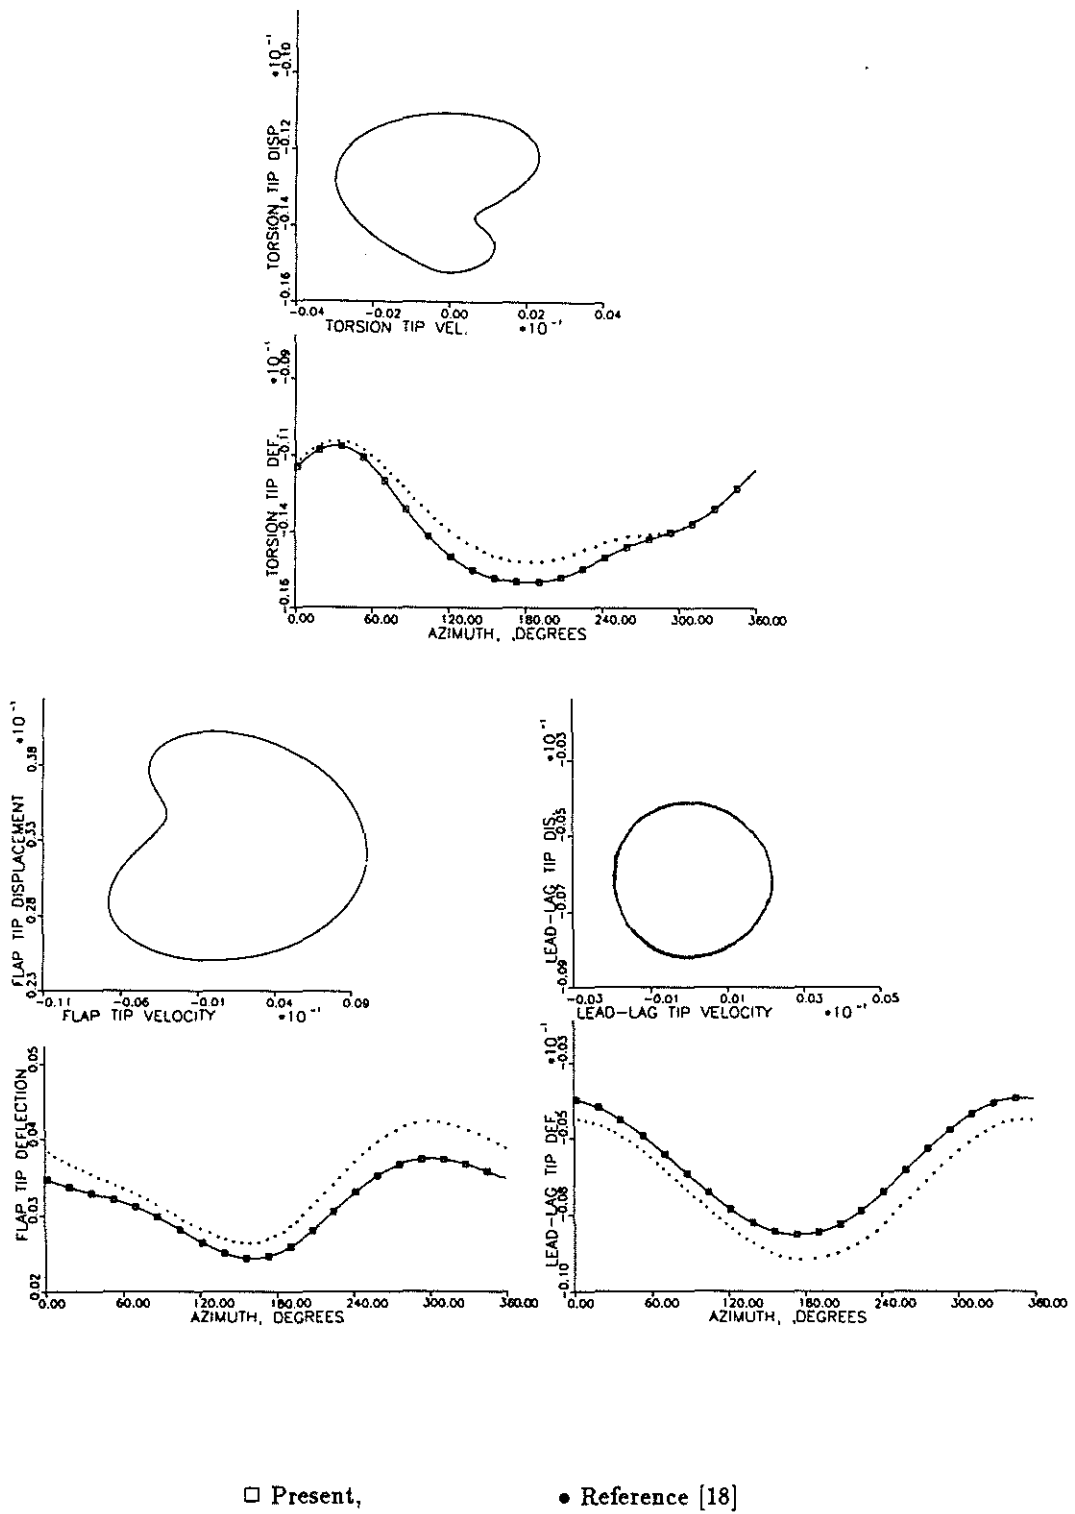 TORSION TIP DISP.
*10⁻¹
-0.10
-0.12
-0.14
-0.16
-0.04 -0.02 0.00 0.02 0.04
TORSION TIP VEL. *10⁻¹
TORSION TIP DEF.
*10⁻¹
-0.09
-0.11
-0.14
-0.16
0.00 60.00 120.00 180.00 240.00 300.00 360.00
AZIMUTH, .DEGREES
FLAP TIP DISPLACEMENT
*10⁻¹
0.38
0.33
0.28
0.23
-0.11 -0.06 -0.01 0.04 0.09
FLAP TIP VELOCITY *10⁻¹
LEAD-LAG TIP DIS.
*10⁻¹
-0.03
-0.05
-0.07
-0.09
-0.03 -0.01 0.01 0.03 0.05
LEAD-LAG TIP VELOCITY *10⁻¹
FLAP TIP DEFLECTION
0.05
0.04
0.03
0.02
0.00 60.00 120.00 180.00 240.00 300.00 360.00
AZIMUTH, DEGREES
LEAD-LAG TIP DEF.
*10⁻¹
-0.03
-0.05
-0.08
-0.10
0.00 60.00 120.00 180.00 240.00 300.00 360.00
AZIMUTH, .DEGREES
□ Present, ● Reference [18]